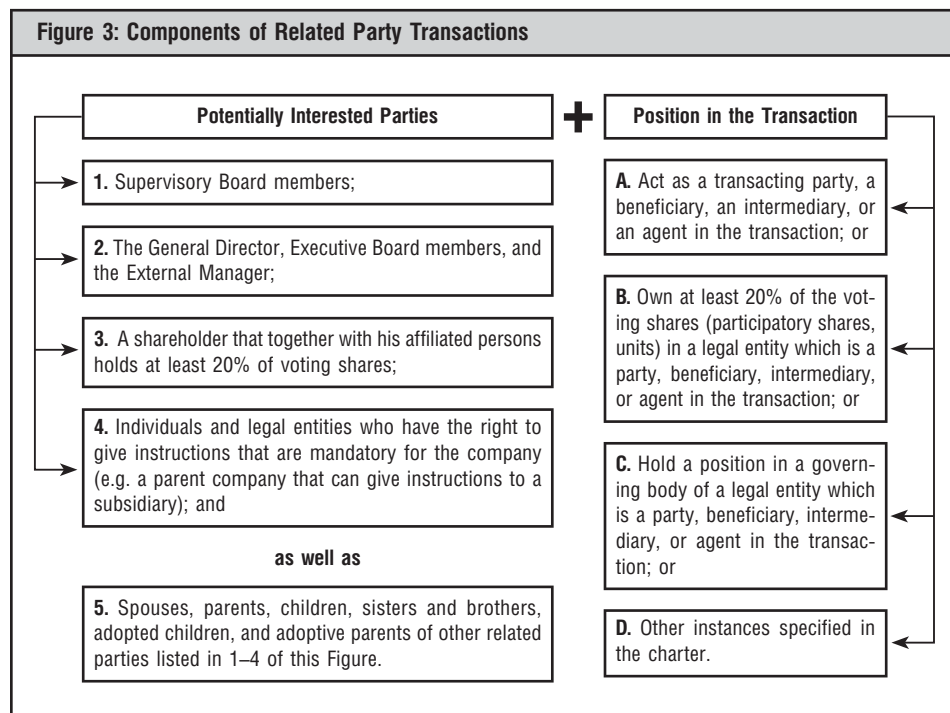 Figure 3: Components of Related Party Transactions
Potentially Interested Parties
1. Supervisory Board members;
2. The General Director, Executive Board members, and
the External Manager;
3. A shareholder that together with his affiliated persons
holds at least 20% of voting shares;
4. Individuals and legal entities who have the right to
give instructions that are mandatory for the company
(e.g. a parent company that can give instructions to a
subsidiary); and
as well as
5. Spouses, parents, children, sisters and brothers,
adopted children, and adoptive parents of other related
parties listed in 1–4 of this Figure.
+
Position in the Transaction
A. Act as a transacting party, a
beneficiary, an intermediary, or
an agent in the transaction; or
B. Own at least 20% of the vot-
ing shares (participatory shares,
units) in a legal entity which is a
party, beneficiary, intermediary,
or agent in the transaction; or
C. Hold a position in a govern-
ing body of a legal entity which
is a party, beneficiary, interme-
diary, or agent in the transac-
tion; or
D. Other instances specified in
the charter.